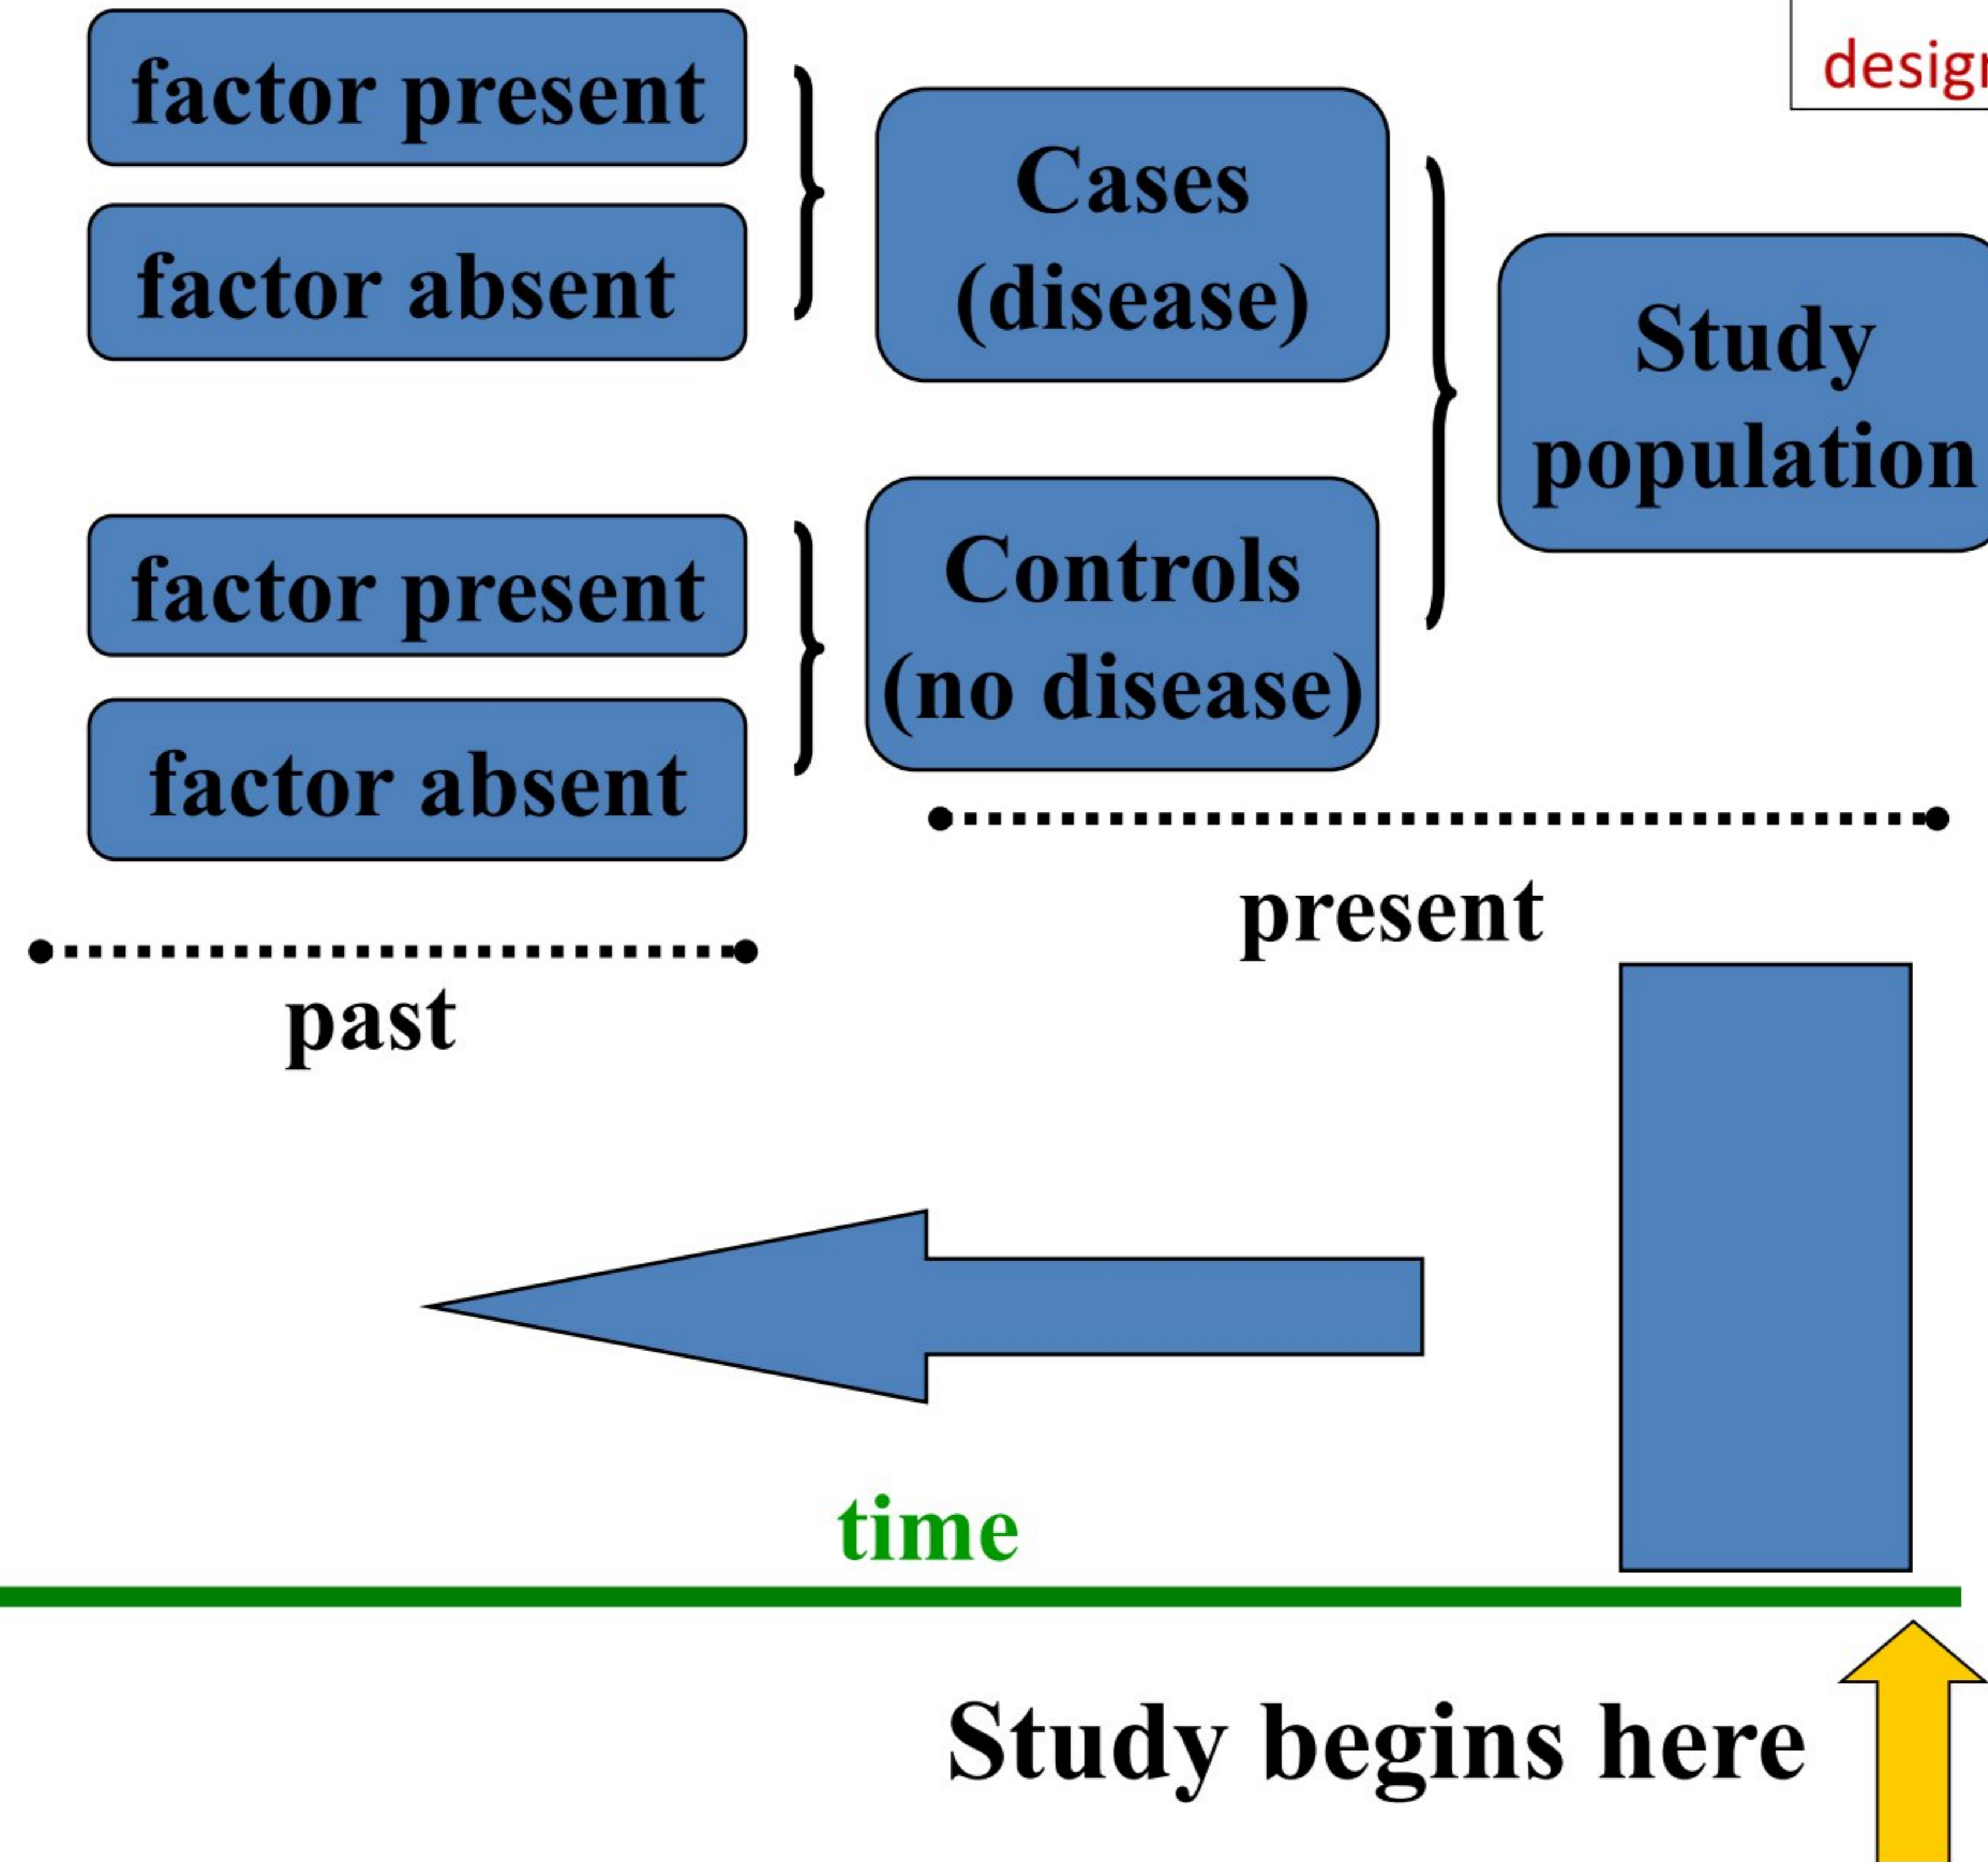 factor present
factor absent
Cases
(disease)
Study
population
factor present
factor absent
Controls
(no disease)
present
past
time
Study begins here